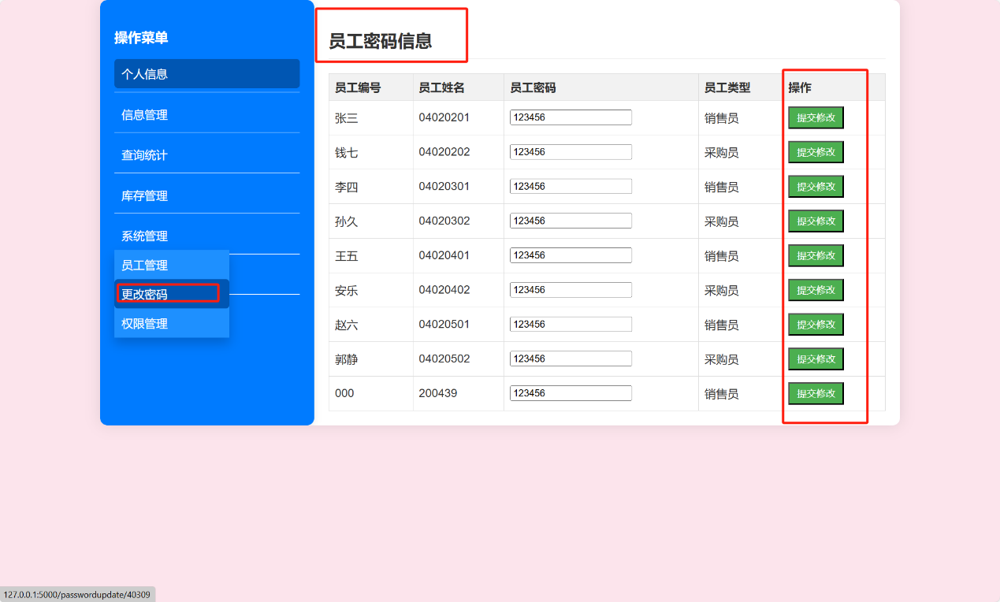 操作菜单
个人信息
信息管理
查询统计
库存管理
系统管理
员工管理
更改密码
权限管理
员工密码信息
员工编号 员工姓名 员工密码 员工类型 操作
张三 04020201 123456 销售员 提交修改
钱七 04020202 123456 采购员 提交修改
李四 04020301 123456 销售员 提交修改
孙久 04020302 123456 采购员 提交修改
王五 04020401 123456 销售员 提交修改
安乐 04020402 123456 采购员 提交修改
赵六 04020501 123456 销售员 提交修改
郭静 04020502 123456 采购员 提交修改
000 200439 123456 销售员 提交修改
127.0.0.1:5000/passwordupdate/40309